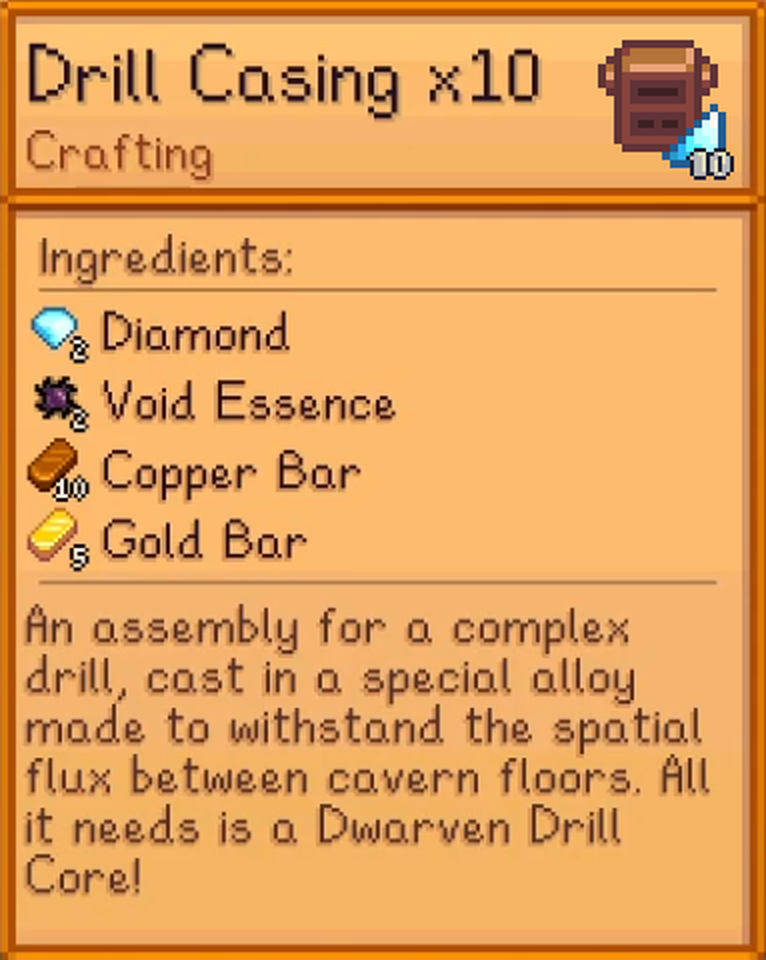 Drill Casing x10
Crafting
10
Ingredients:
2 Diamond
2 Void Essence
10 Copper Bar
5 Gold Bar
An assembly for a complex
drill, cast in a special alloy
made to withstand the spatial
flux between cavern floors. All
it needs is a Dwarven Drill
Core!